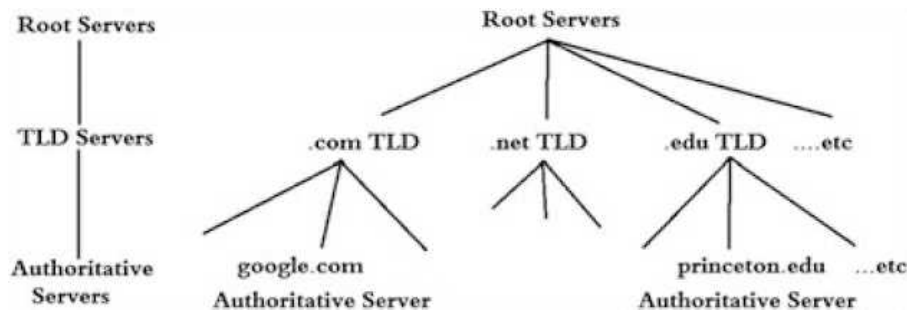 Root Servers
Root Servers
TLD Servers
.com TLD
.net TLD
.edu TLD
....etc
Authoritative
Servers
google.com
Authoritative Server
princeton.edu
...etc
Authoritative Server